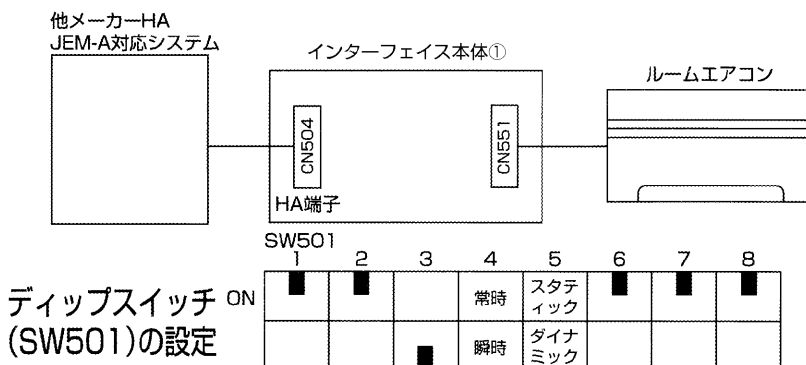 他メーカーHA
JEM-A対応システム
インターフェイス本体①
ルームエアコン
CN504
CN551
HA端子
SW501
1 2 3 4 5 6 7 8
ディップスイッチ
(SW501)の設定
ON
常時
スタテ
ィック
瞬時
ダイナ
ミック